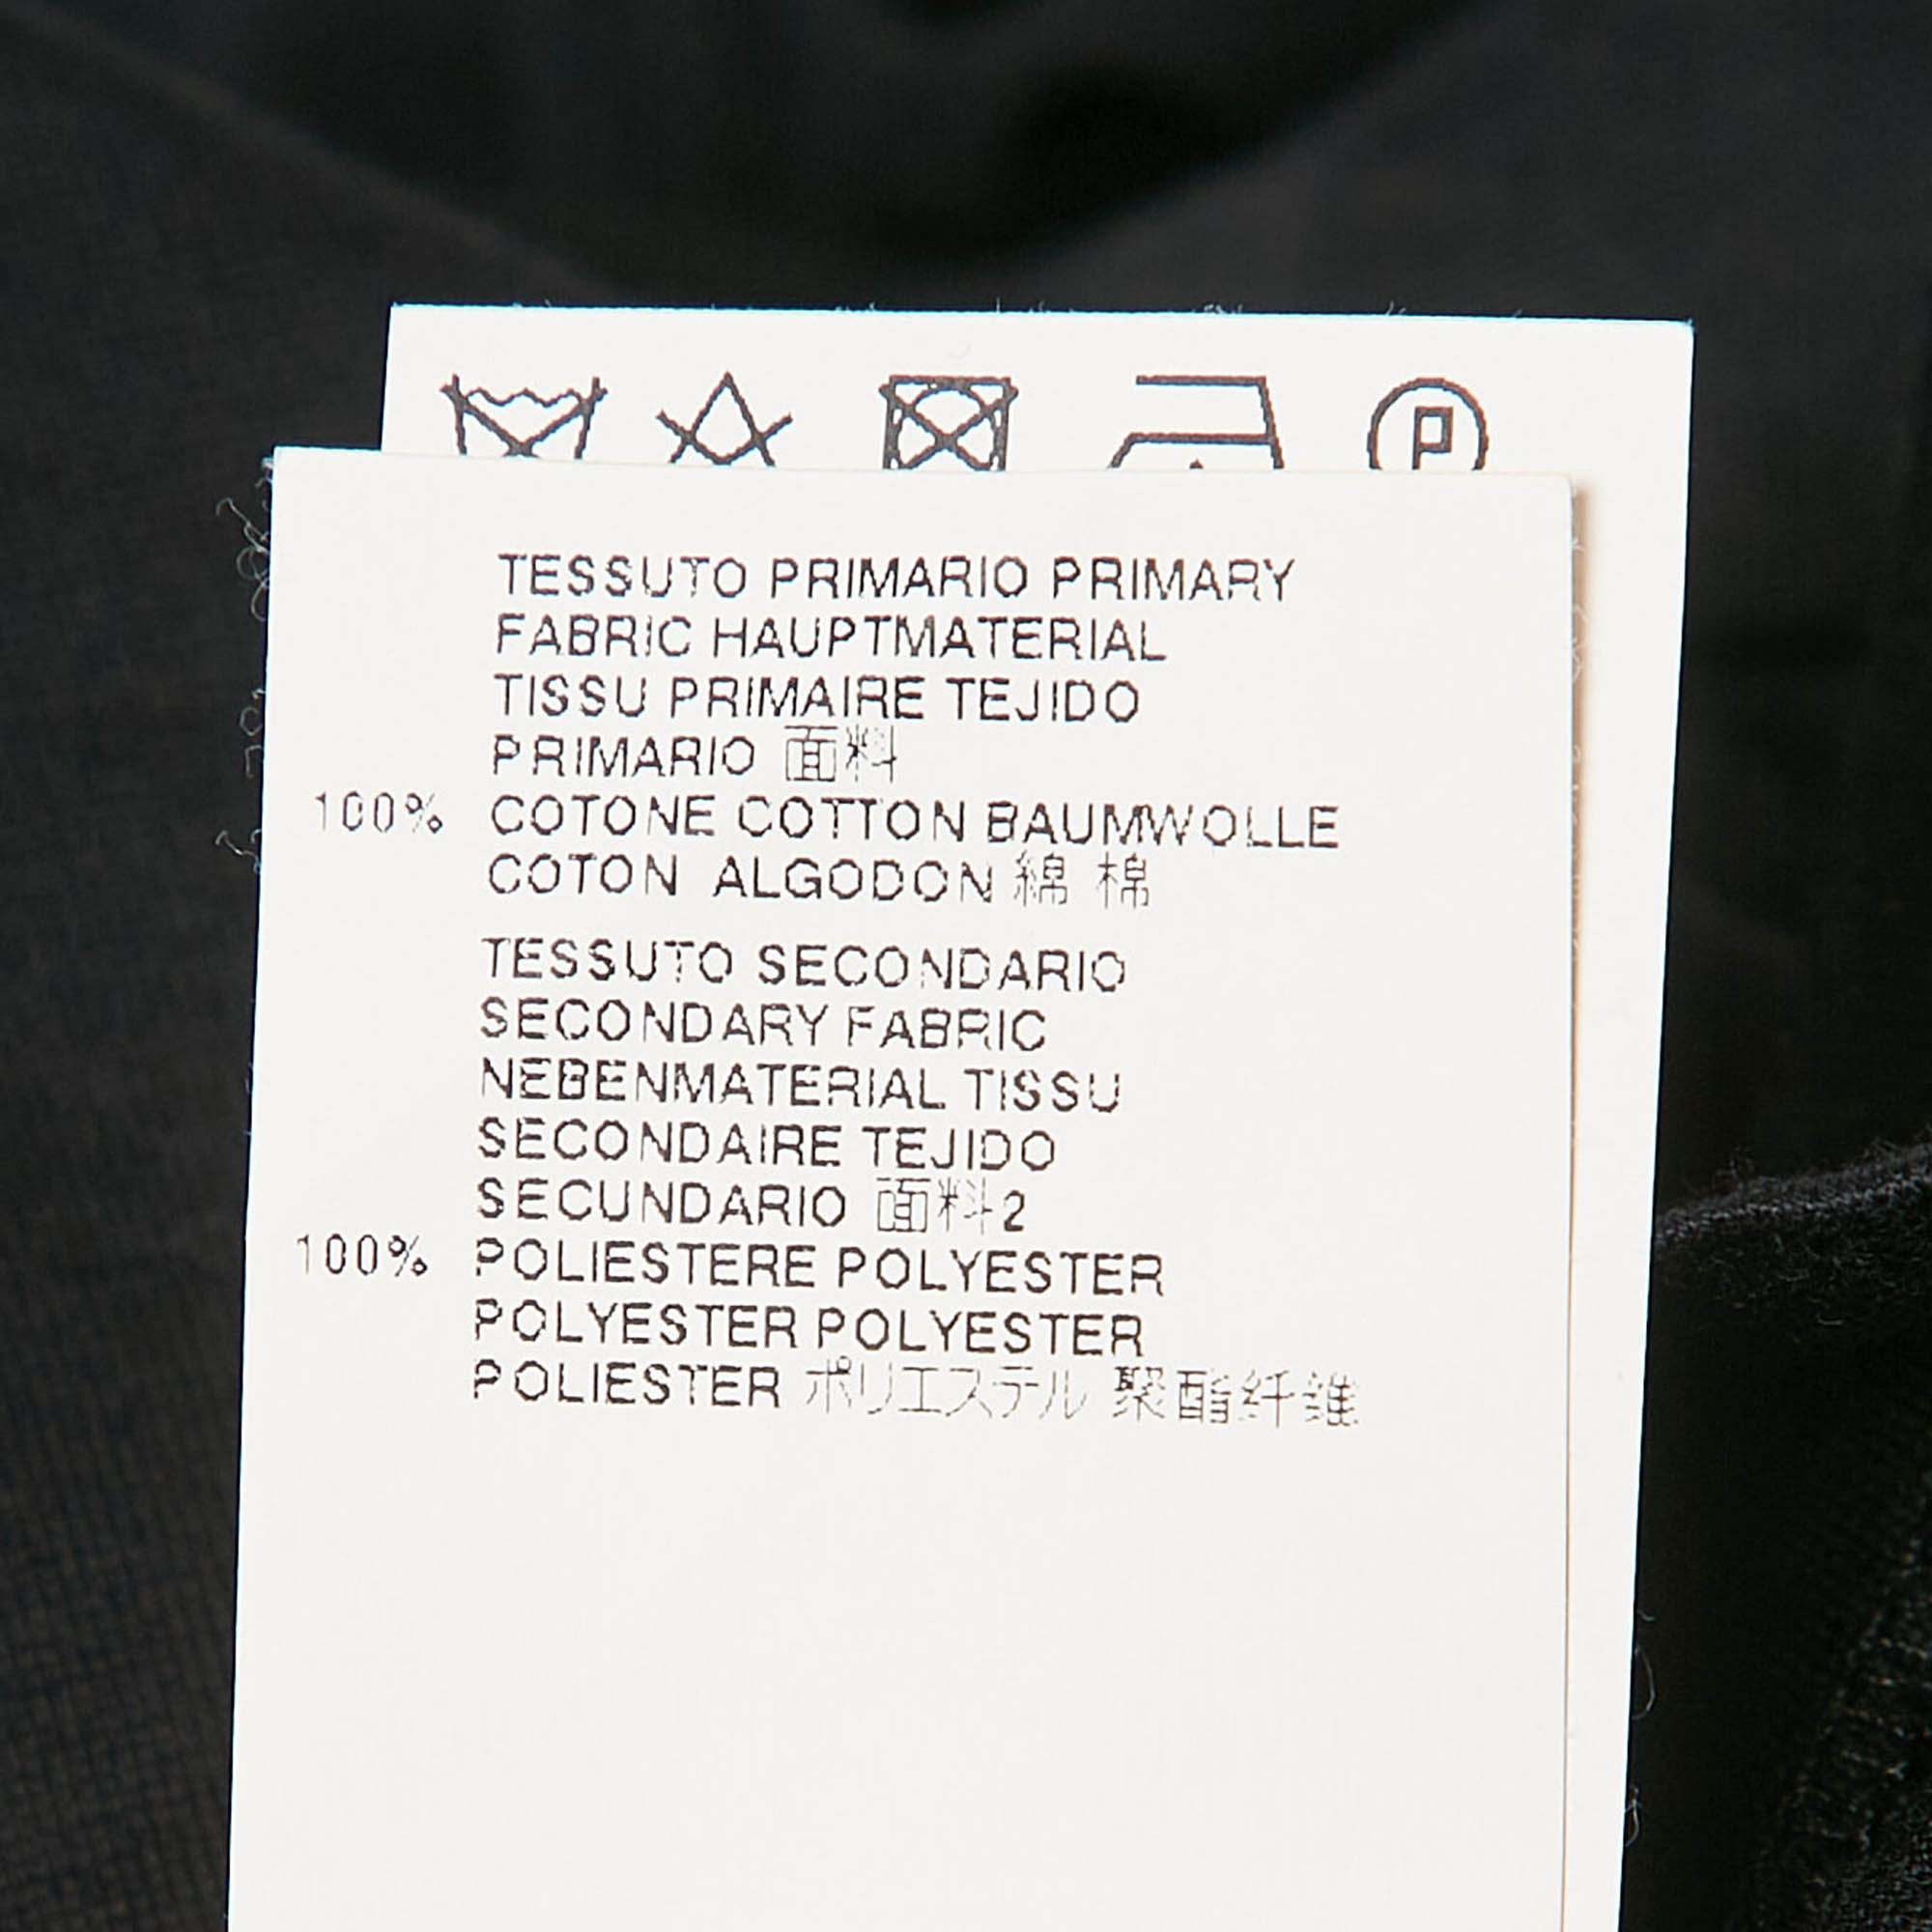 P
TESSUTO PRIMARIO PRIMARY
FABRIC HAUPTMATERIAL
TISSU PRIMAIRE TEJIDO
PRIMARIO 面料
100% COTONE COTTON BAUMWOLLE
COTON ALGODON 綿 棉
TESSUTO SECONDARIO
SECONDARY FABRIC
NEBENMATERIAL TISSU
SECONDAIRE TEJIDO
SECUNDARIO 面料2
100% POLIESTERE POLYESTER
POLYESTER POLYESTER
POLIESTER ポリエステル 聚酯纤维